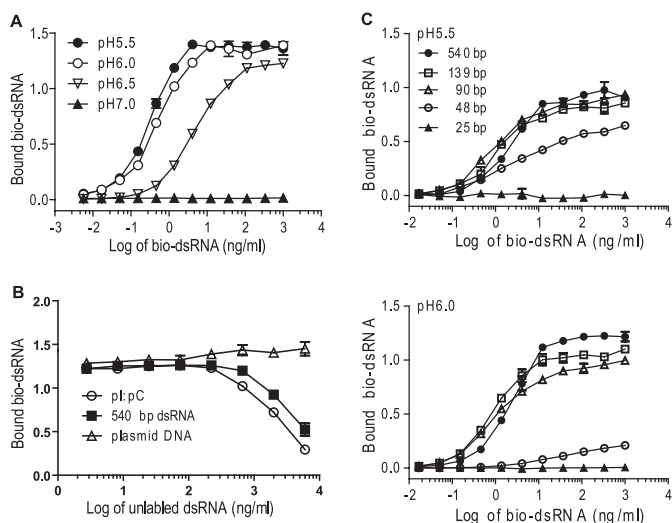 A
pH5.5
pH6.0
pH6.5
pH7.0
1.5
1.0
0.5
0.0
Bound bio-dsRNA
-2 -1 0 1 2 3 4
Log of bio-dsRNA (ng/ml)
B
2.0
1.5
1.0
0.5
0.0
Bound bio-dsRNA
pI:pC
540 bp dsRNA
plasmid DNA
0 1 2 3 4
Log of unlabled dsRNA (ng/ml)
C
pH5.5
540 bp
139 bp
90 bp
48 bp
25 bp
1.5
1.0
0.5
0.0
Bound bio-dsRN A
-2 -1 0 1 2 3 4
Log of bio-dsRN A (ng/ml)
pH6.0
1.5
1.0
0.5
0.0
Bound bio-dsRN A
-2 -1 0 1 2 3 4
Log of bio-dsRN A (ng/ml)